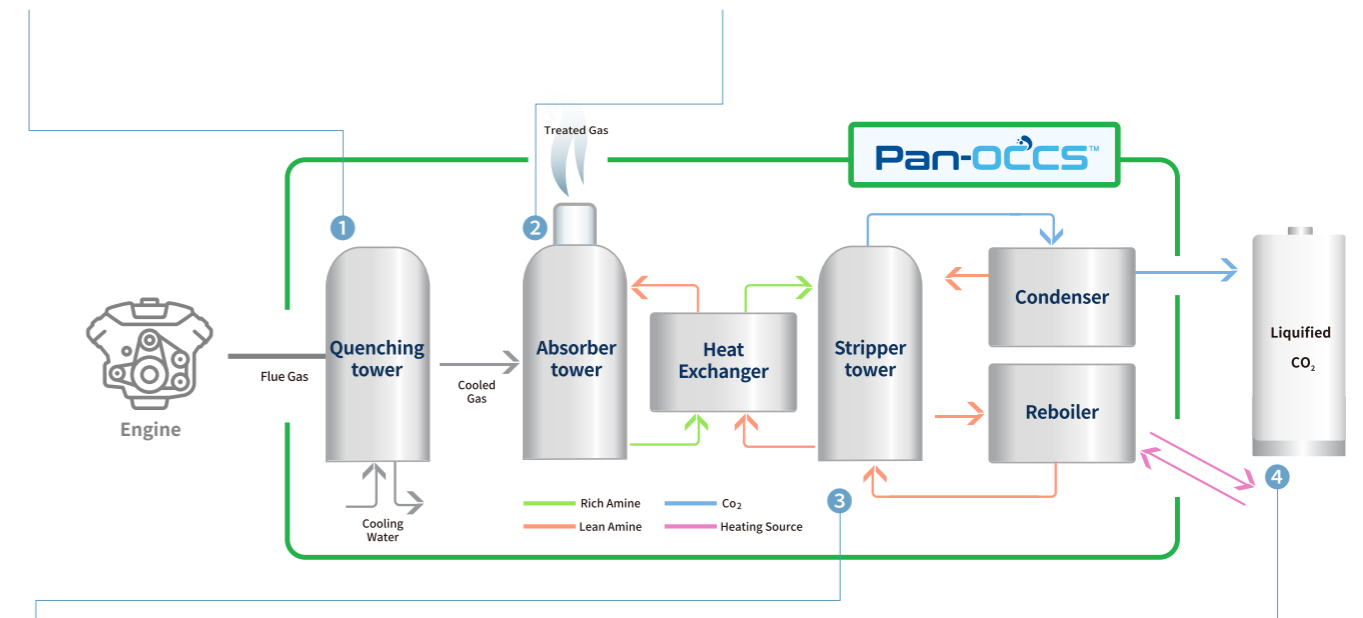 Treated Gas
Pan-OCCS™
1
2
Quenching
tower
Absorber
tower
Heat
Exchanger
Stripper
tower
Condenser
Reboiler
Liquified
CO₂
Flue Gas
Cooled
Gas
Engine
Cooling
Water
Rich Amine
Co₂
Lean Amine
Heating Source
3
4